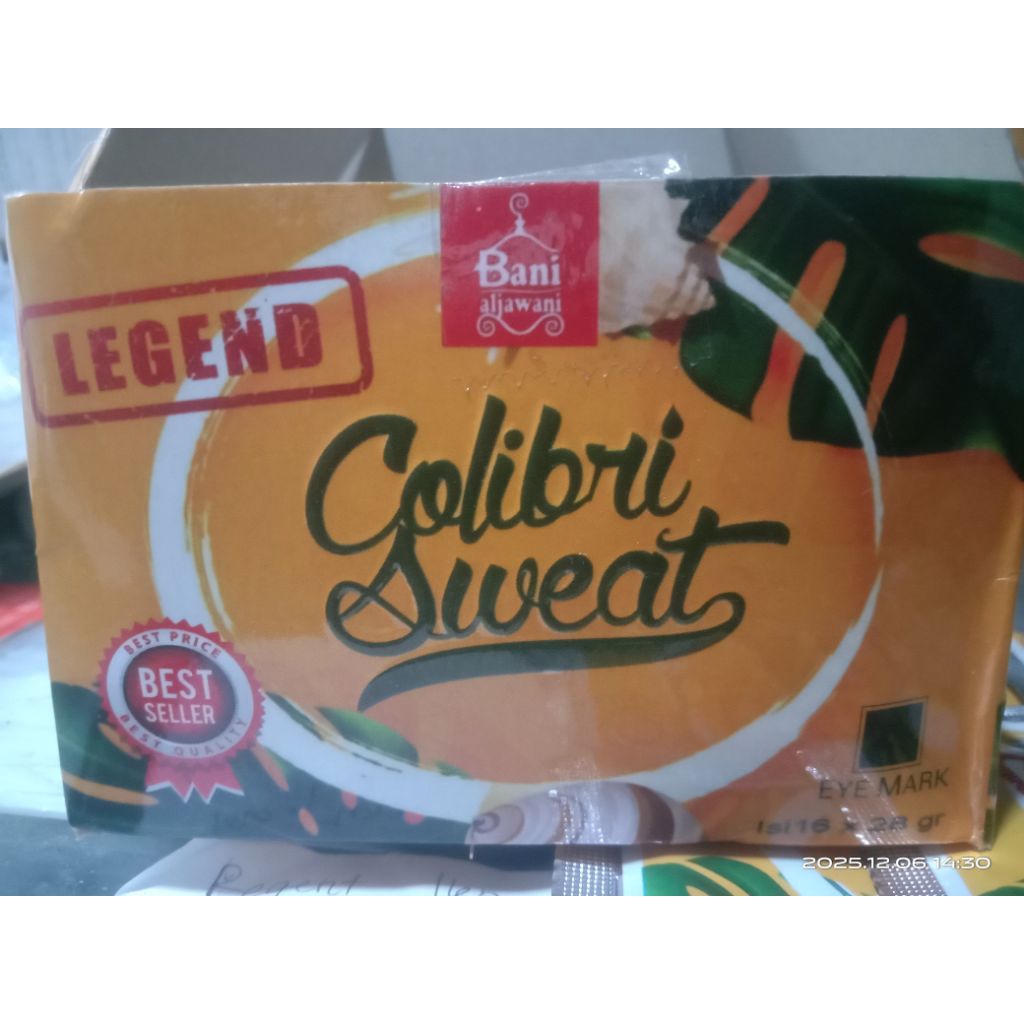 Bani
aljawani
LEGEND
Colibri
Sweat
BEST PRICE
BEST
SELLER
BEST QUALITY
EYE MARK
Isi 16 x 28 gr
2025.12.06 14:30